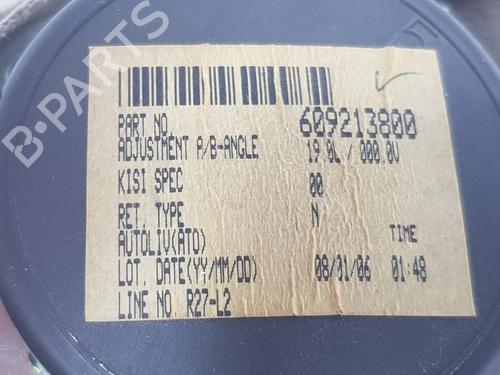 B-PARTS
PART NO. 609213800
ADJUSTMENT A/B-ANGLE 19.0L / 000.0V
KISI SPEC 00
RET. TYPE N
AUTOLIV(ATO) TIME
LOT. DATE(YY/MM/DD) 08/01/06 01:48
LINE NO. R27-L2